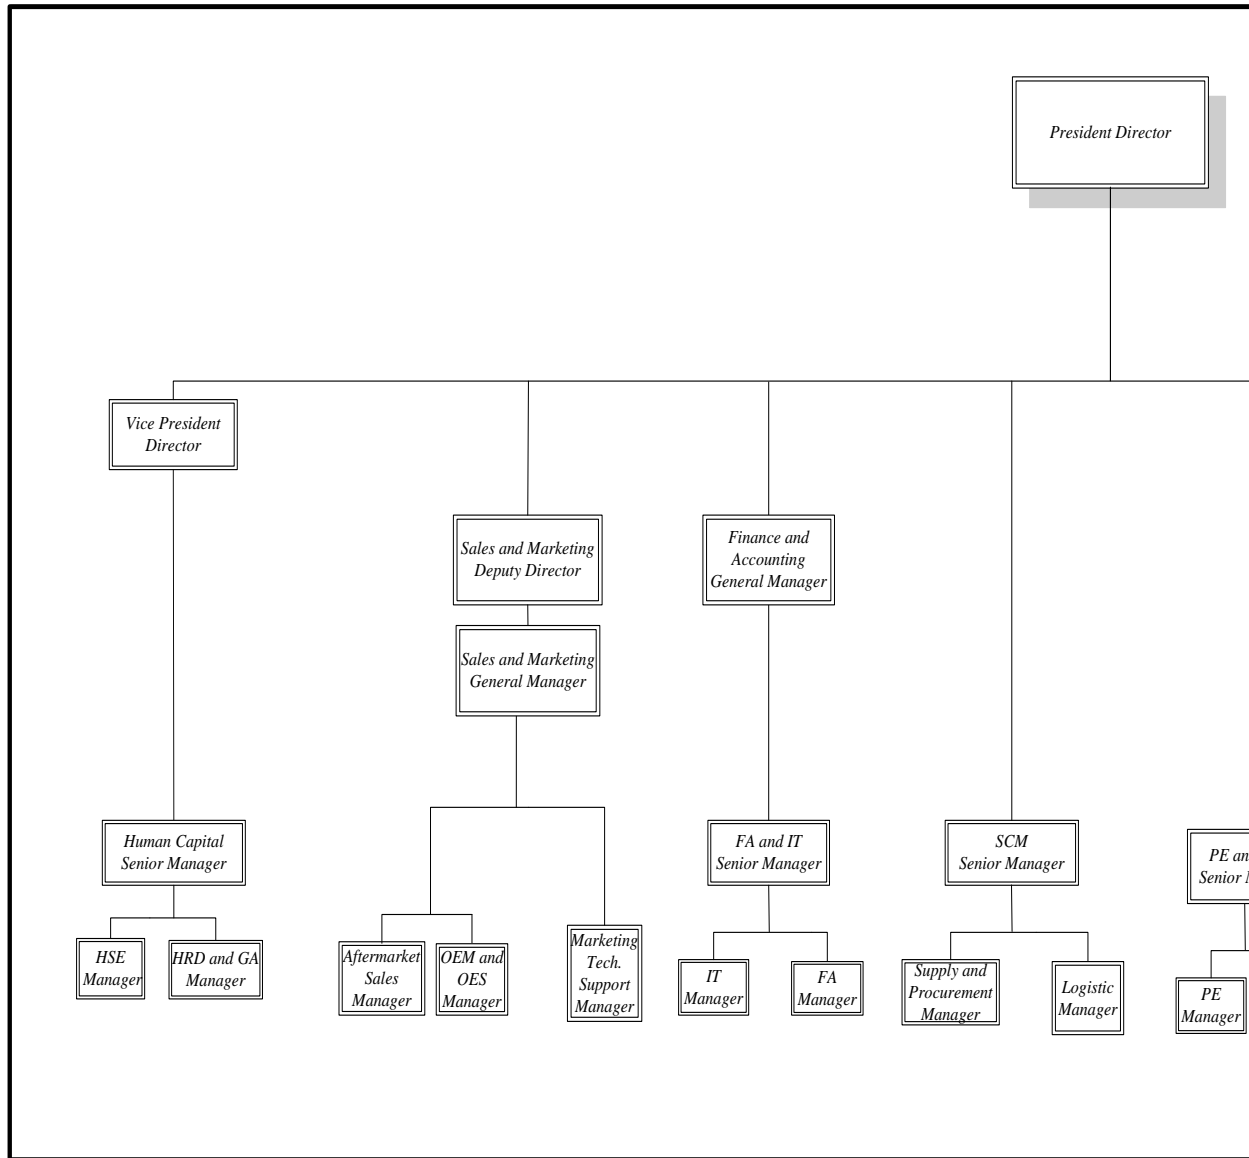 President Director
Vice President
Director
Sales and Marketing
Deputy Director
Finance and
Accounting
General Manager
Sales and Marketing
General Manager
Human Capital
Senior Manager
FA and IT
Senior Manager
SCM
Senior Manager
PE an
Senior
HSE
Manager
HRD and GA
Manager
Aftermarket
Sales
Manager
OEM and
OES
Manager
Marketing
Tech.
Support
Manager
IT
Manager
FA
Manager
Supply and
Procurement
Manager
Logistic
Manager
PE
Manager